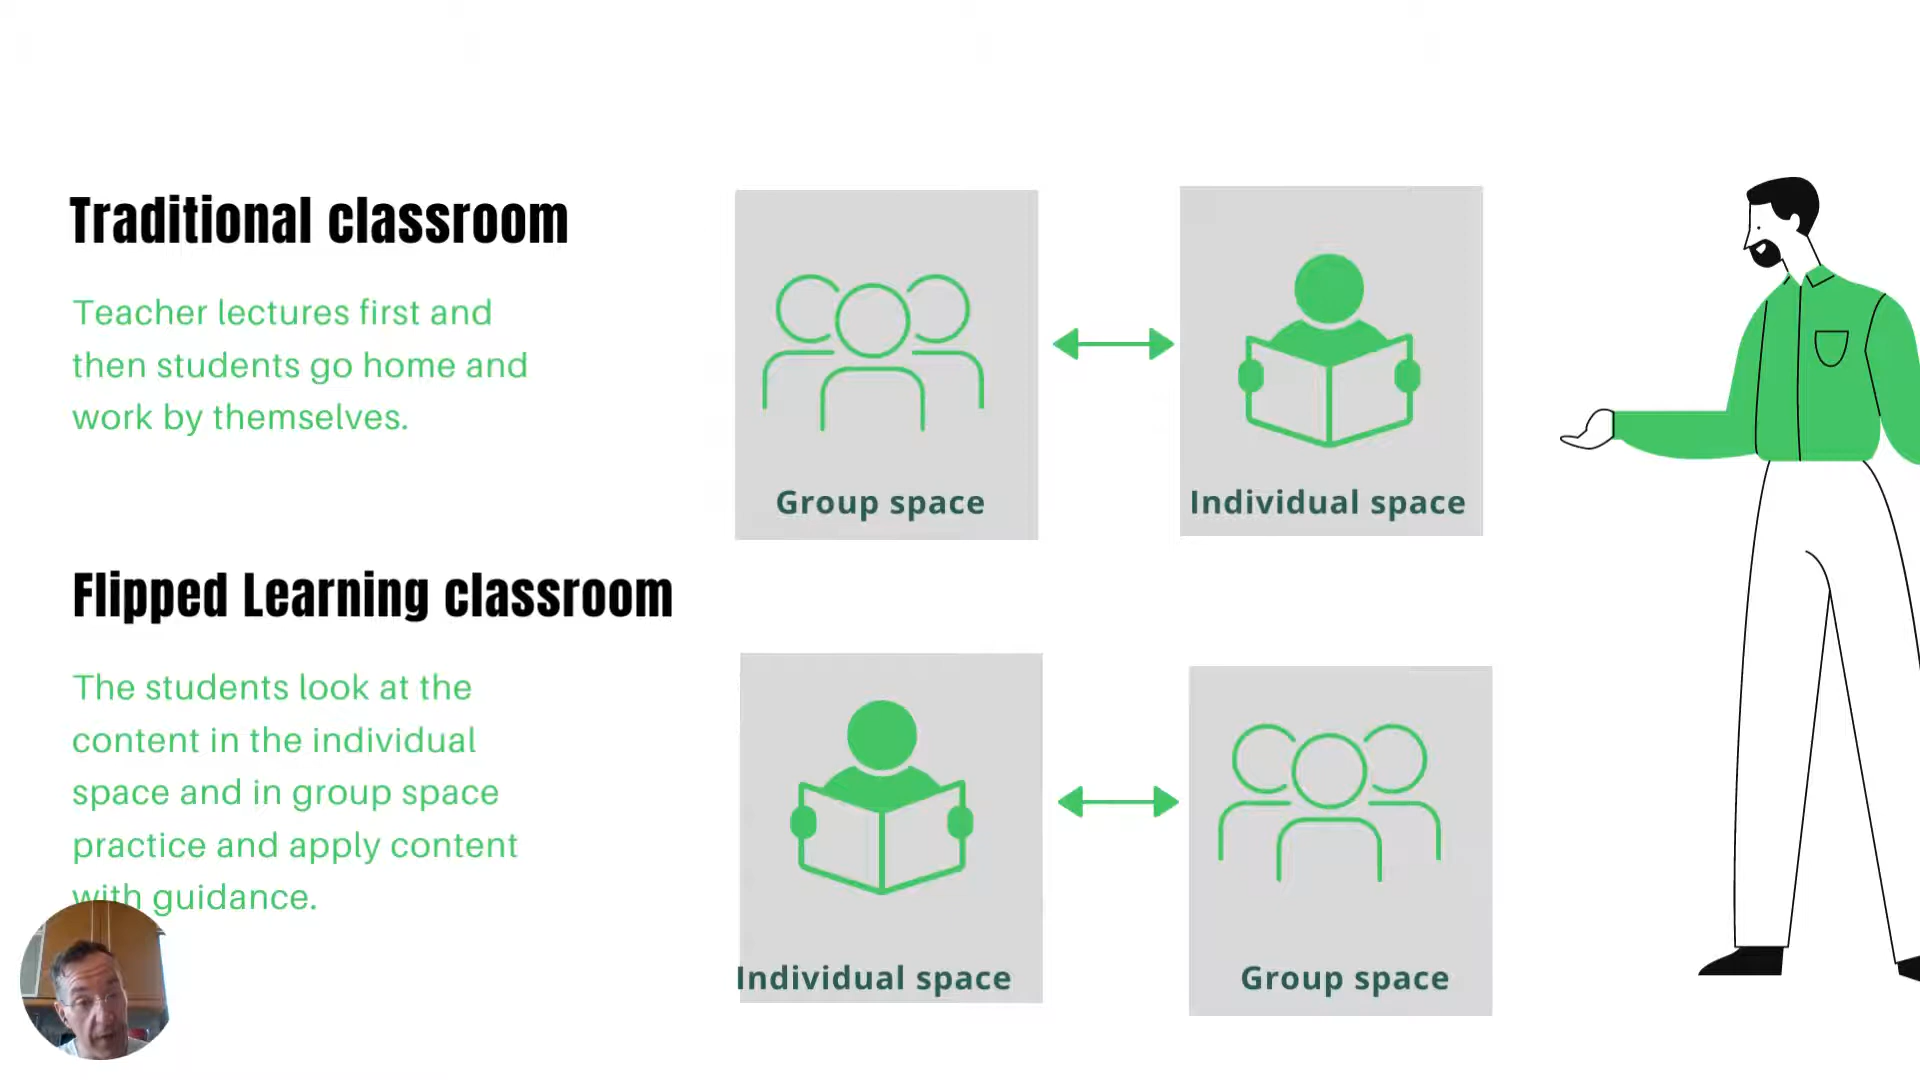 Traditional classroom
Teacher lectures first and
then students go home and
work by themselves.
Group space
Individual space
Flipped Learning classroom
The students look at the
content in the individual
space and in group space
practice and apply content
with guidance.
Individual space
Group space